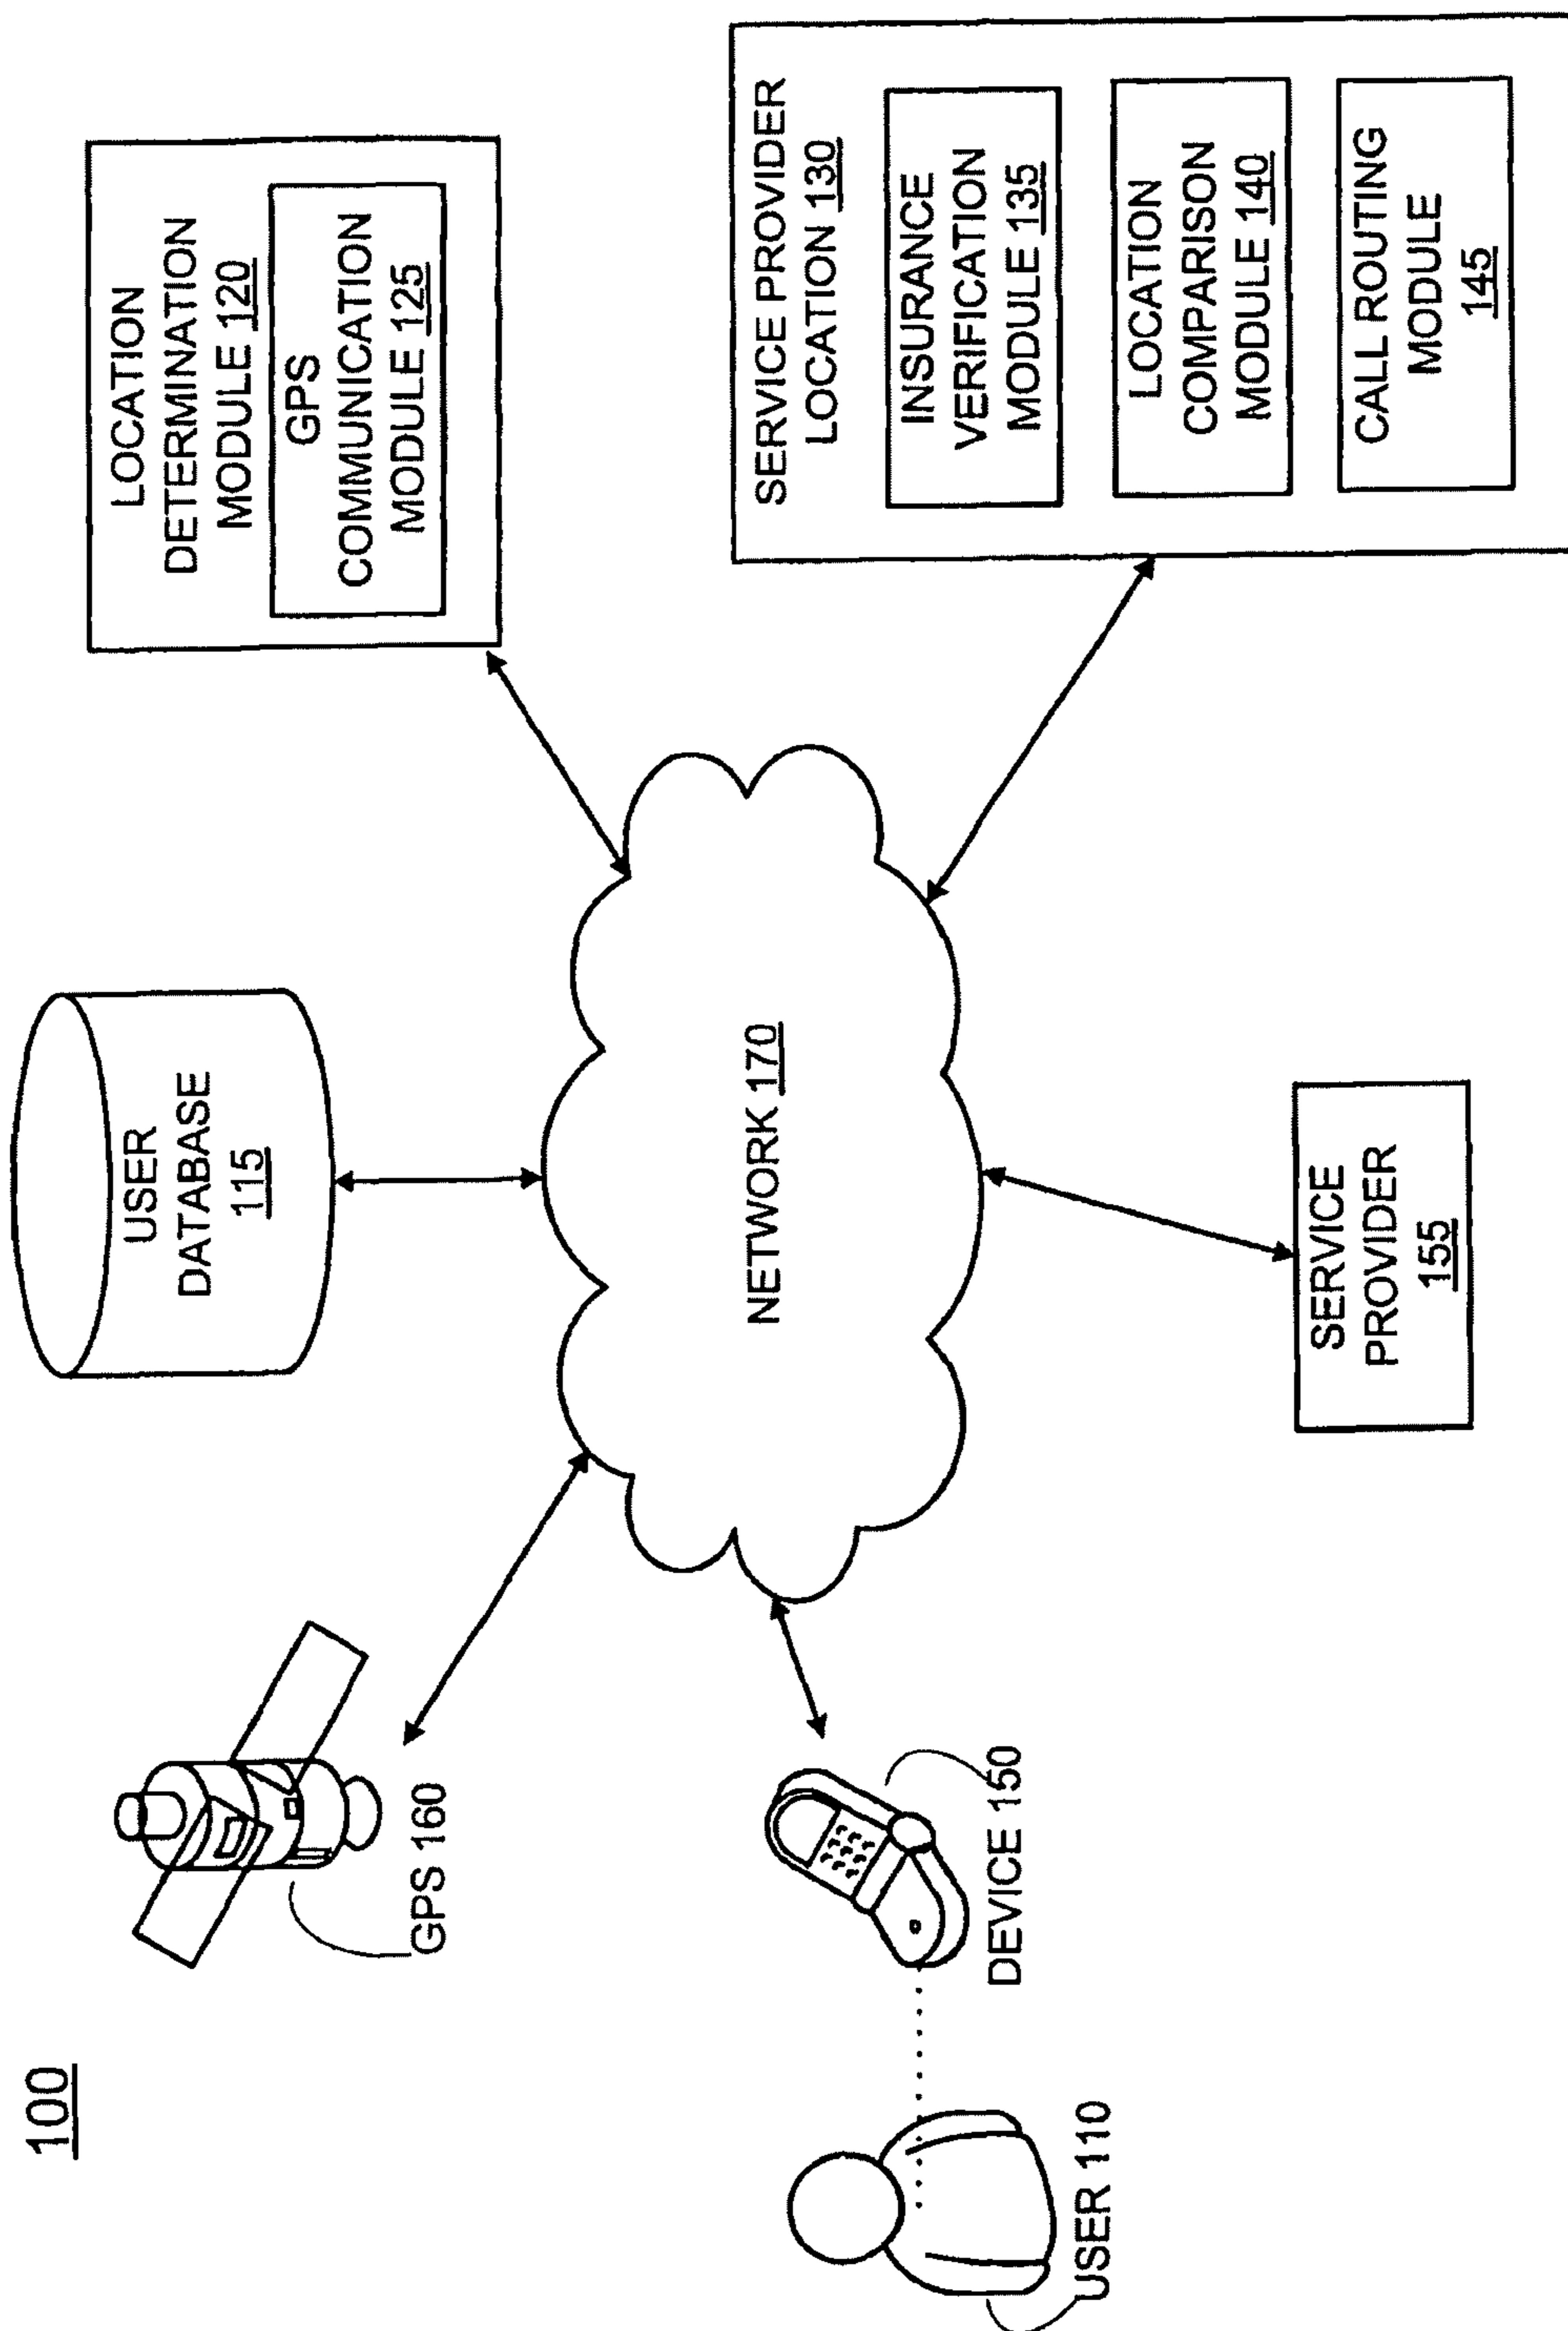 100
GPS 160
USER
DATABASE
115
LOCATION
DETERMINATION
MODULE 120
GPS
COMMUNICATION
MODULE 125
NETWORK 170
USER 110
DEVICE 150
SERVICE
PROVIDER
155
SERVICE PROVIDER
LOCATION 130
INSURANCE
VERIFICATION
MODULE 135
LOCATION
COMPARISON
MODULE 140
CALL ROUTING
MODULE
145